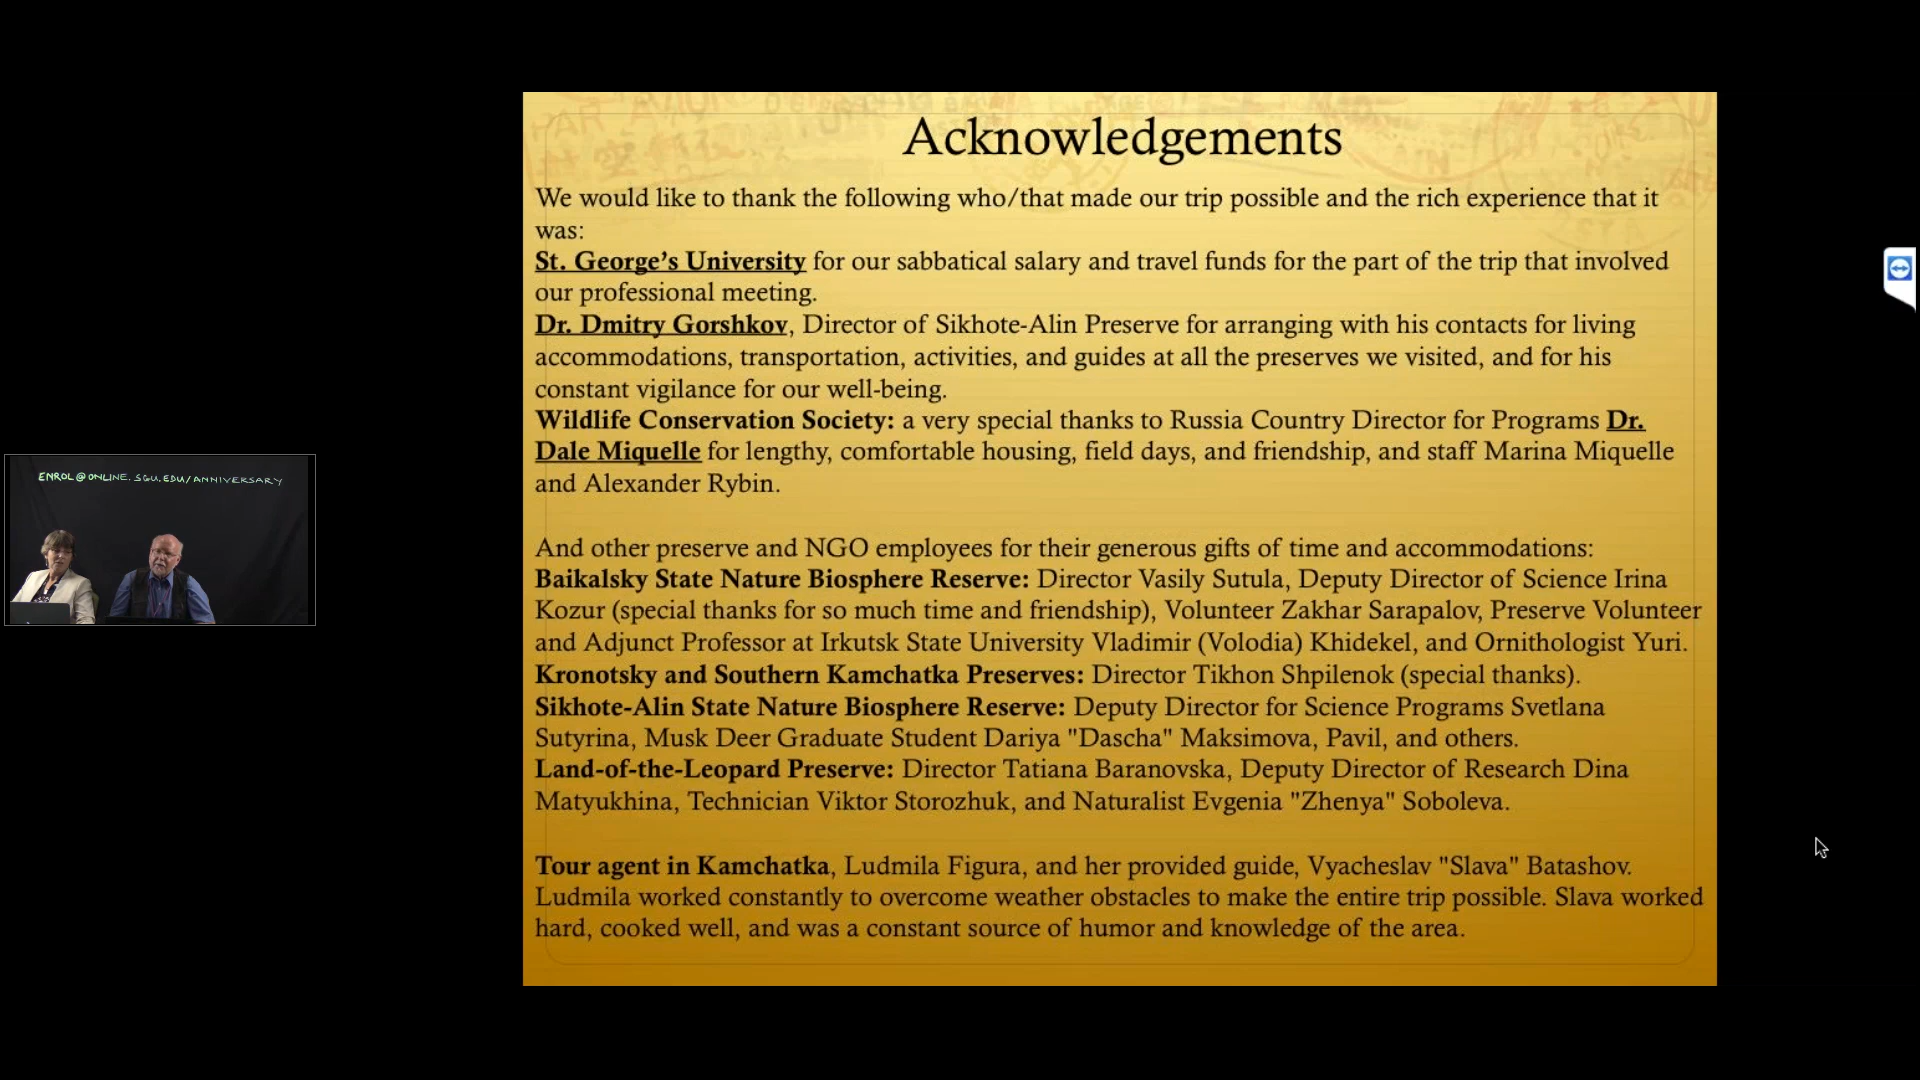 Acknowledgements
We would like to thank the following who/that made our trip possible and the rich experience that it
was:
St. George’s University for our sabbatical salary and travel funds for the part of the trip that involved
our professional meeting.
Dr. Dmitry Gorshkov, Director of Sikhote-Alin Preserve for arranging with his contacts for living
accommodations, transportation, activities, and guides at all the preserves we visited, and for his
constant vigilance for our well-being.
Wildlife Conservation Society: a very special thanks to Russia Country Director for Programs Dr.
Dale Miquelle for lengthy, comfortable housing, field days, and friendship, and staff Marina Miquelle
and Alexander Rybin.
And other preserve and NGO employees for their generous gifts of time and accommodations:
Baikalsky State Nature Biosphere Reserve: Director Vasily Sutula, Deputy Director of Science Irina
Kozur (special thanks for so much time and friendship), Volunteer Zakhar Sarapalov, Preserve Volunteer
and Adjunct Professor at Irkutsk State University Vladimir (Volodia) Khidekel, and Ornithologist Yuri.
Kronotsky and Southern Kamchatka Preserves: Director Tikhon Shpilenok (special thanks).
Sikhote-Alin State Nature Biosphere Reserve: Deputy Director for Science Programs Svetlana
Sutyrina, Musk Deer Graduate Student Dariya "Dascha" Maksimova, Pavil, and others.
Land-of-the-Leopard Preserve: Director Tatiana Baranovska, Deputy Director of Research Dina
Matyukhina, Technician Viktor Storozhuk, and Naturalist Evgenia "Zhenya" Soboleva.
Tour agent in Kamchatka, Ludmila Figura, and her provided guide, Vyacheslav "Slava" Batashov.
Ludmila worked constantly to overcome weather obstacles to make the entire trip possible. Slava worked
hard, cooked well, and was a constant source of humor and knowledge of the area.
ENROL@ONLINE.SGU.EDU/ANNIVERSARY